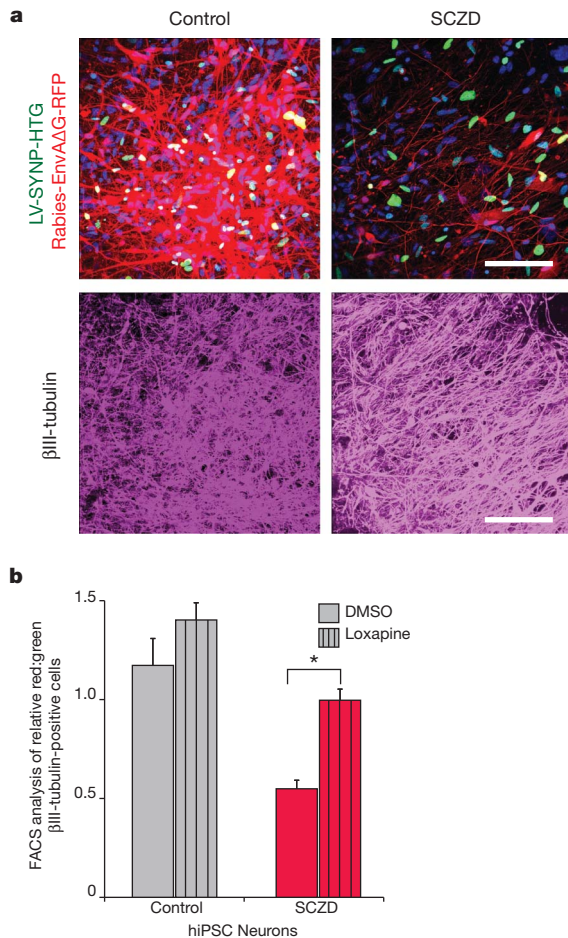 a
Control
SCZD
LV-SYNP-HTG
Rabies-EnvAΔG-RFP
βIII-tubulin
b
FACS analysis of relative red:green
βIII-tubulin-positive cells
1.5
1.0
0.5
0
DMSO
Loxapine
*
Control
SCZD
hiPSC Neurons